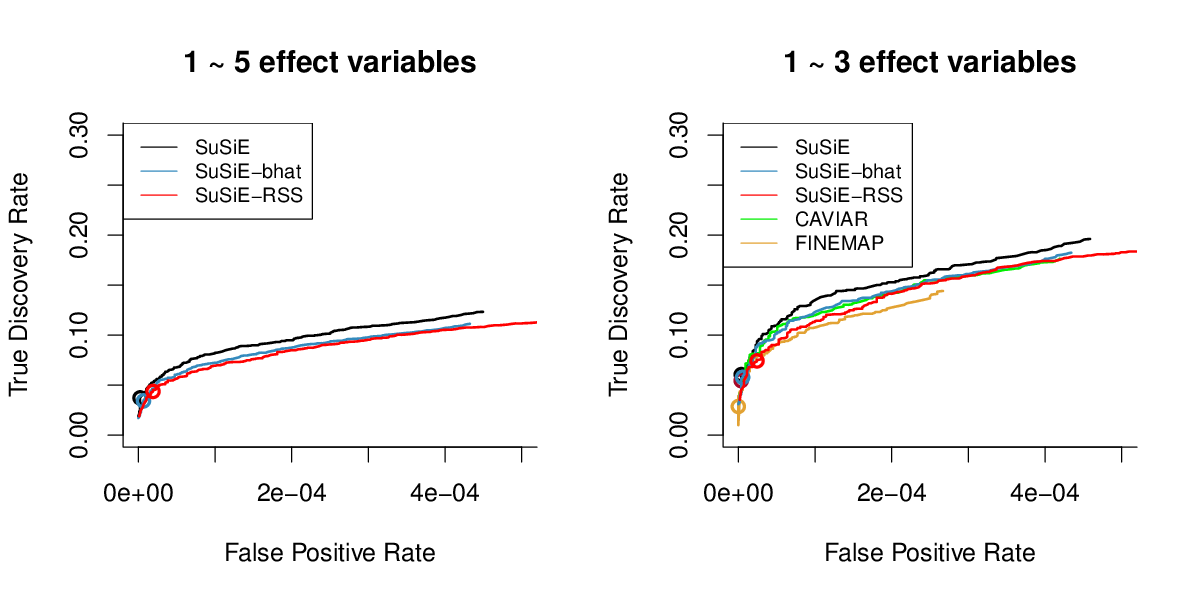 1 ~ 5 effect variables
True Discovery Rate
0.30
0.20
0.10
0.00
SuSiE
SuSiE−bhat
SuSiE−RSS
0e+00
2e−04
4e−04
False Positive Rate
1 ~ 3 effect variables
True Discovery Rate
0.30
0.20
0.10
0.00
SuSiE
SuSiE−bhat
SuSiE−RSS
CAVIAR
FINEMAP
0e+00
2e−04
4e−04
False Positive Rate